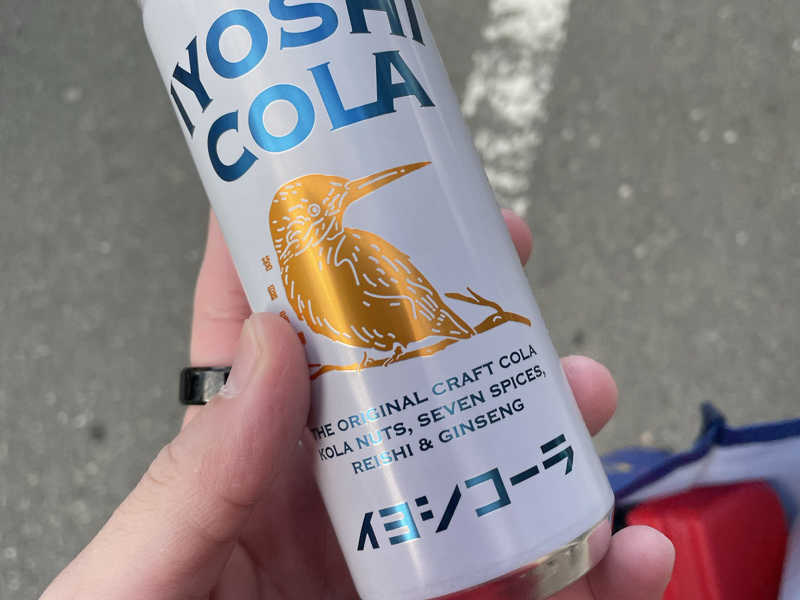 IYOSHI
COLA
THE ORIGINAL CRAFT COLA
KOLA NUTS, SEVEN SPICES,
REISHI & GINSENG
イヨシコーラ